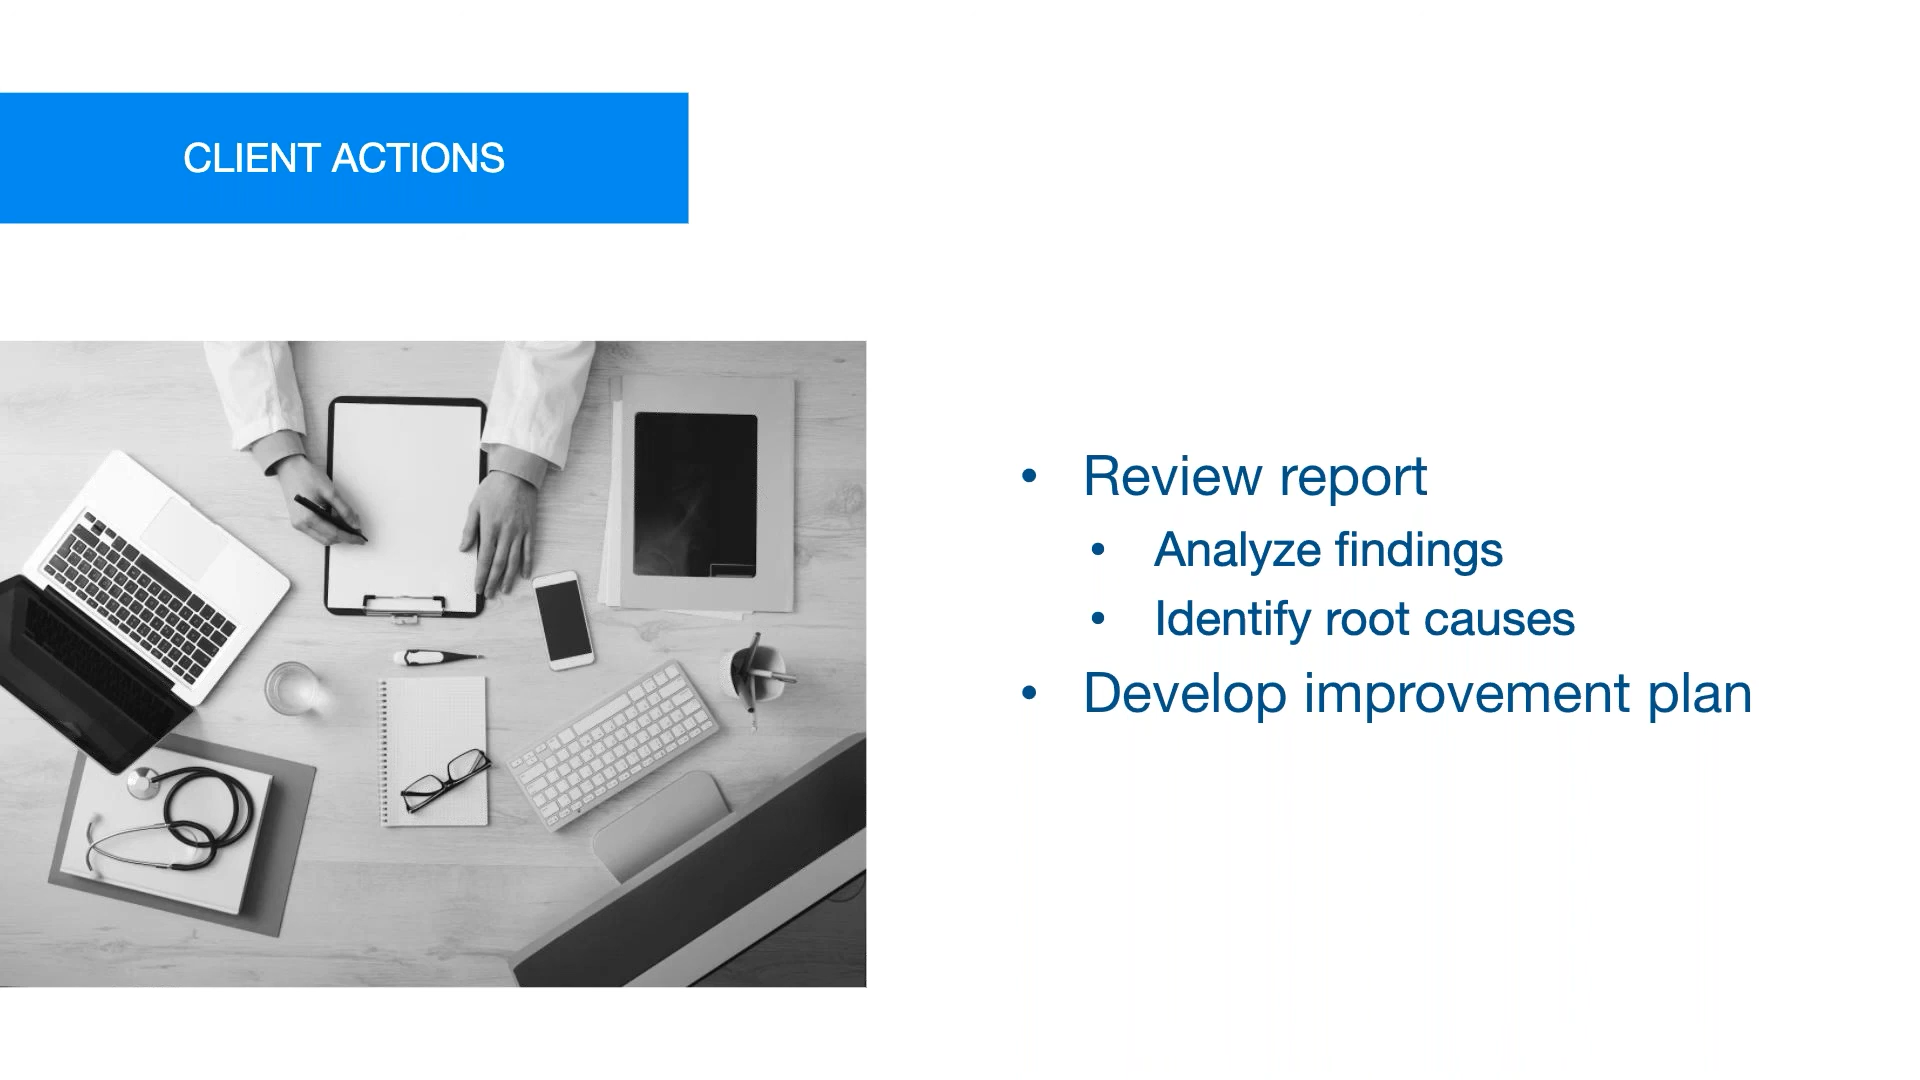 CLIENT ACTIONS
• Review report
• Analyze findings
• Identify root causes
• Develop improvement plan